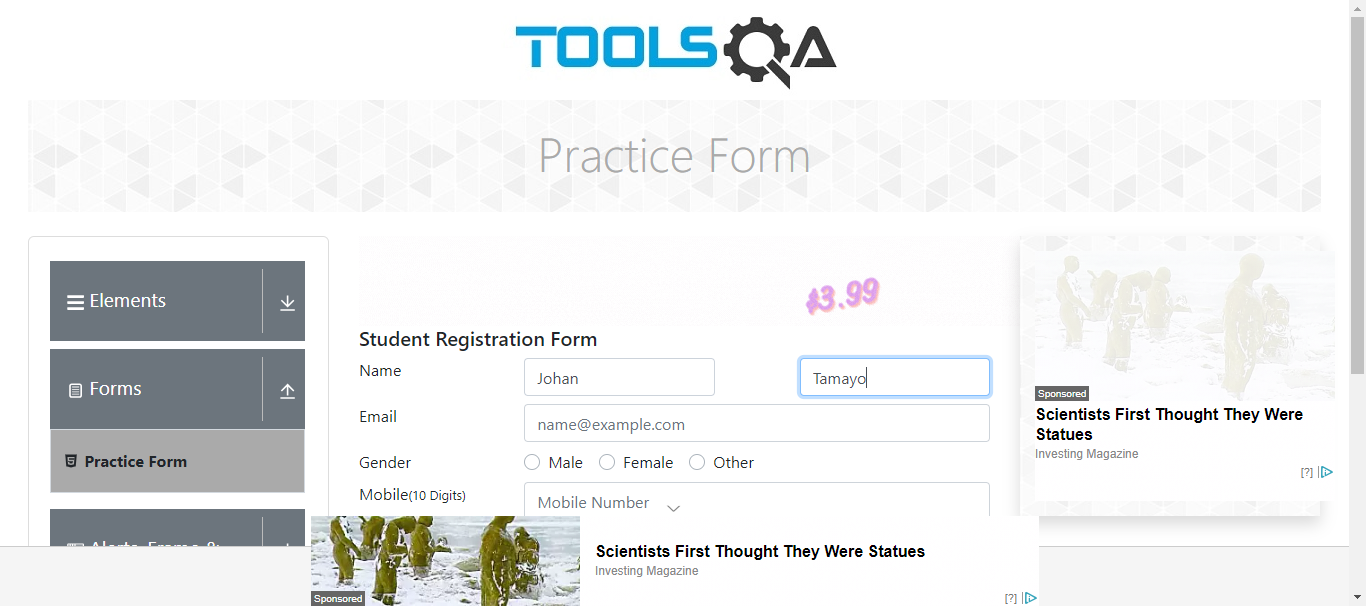 TOOLSQA
Practice Form
Elements
Forms
Practice Form
$3.99
Student Registration Form
Name
Johan
Tamayo
Email
name@example.com
Gender
Male
Female
Other
Mobile(10 Digits)
Mobile Number
Sponsored
Scientists First Thought They Were
Statues
Investing Magazine
[?]
Scientists First Thought They Were Statues
Investing Magazine
Sponsored
[?]